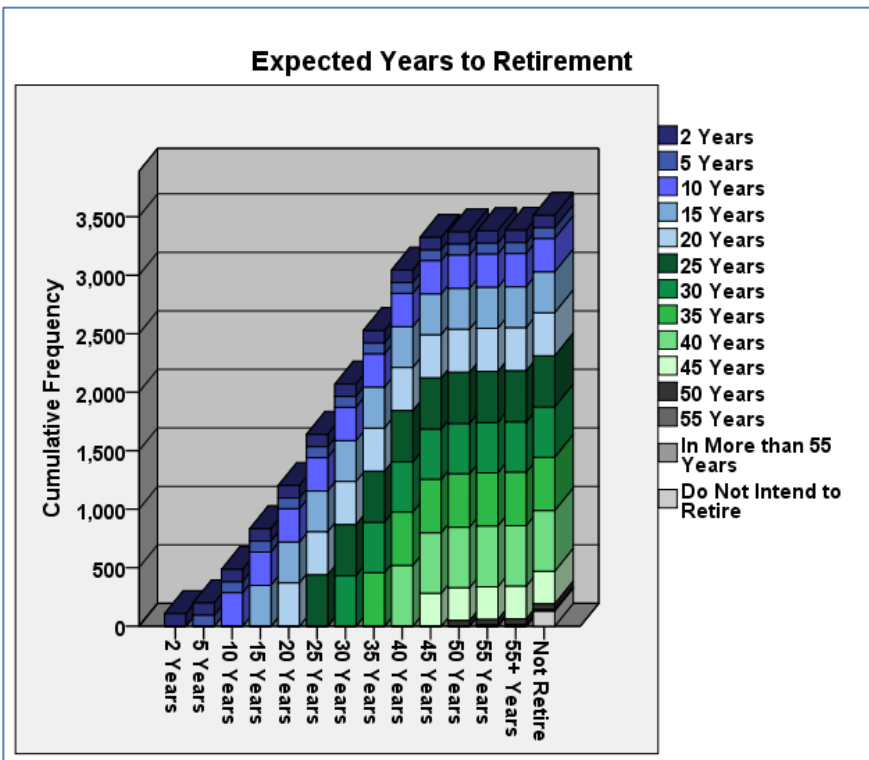 Expected Years to Retirement
Cumulative Frequency
3,500
3,000
2,500
2,000
1,500
1,000
500
0
2 Years
5 Years
10 Years
15 Years
20 Years
25 Years
30 Years
35 Years
40 Years
45 Years
50 Years
55 Years
55+ Years
Not Retire
2 Years
5 Years
10 Years
15 Years
20 Years
25 Years
30 Years
35 Years
40 Years
45 Years
50 Years
55 Years
In More than 55
Years
Do Not Intend to
Retire